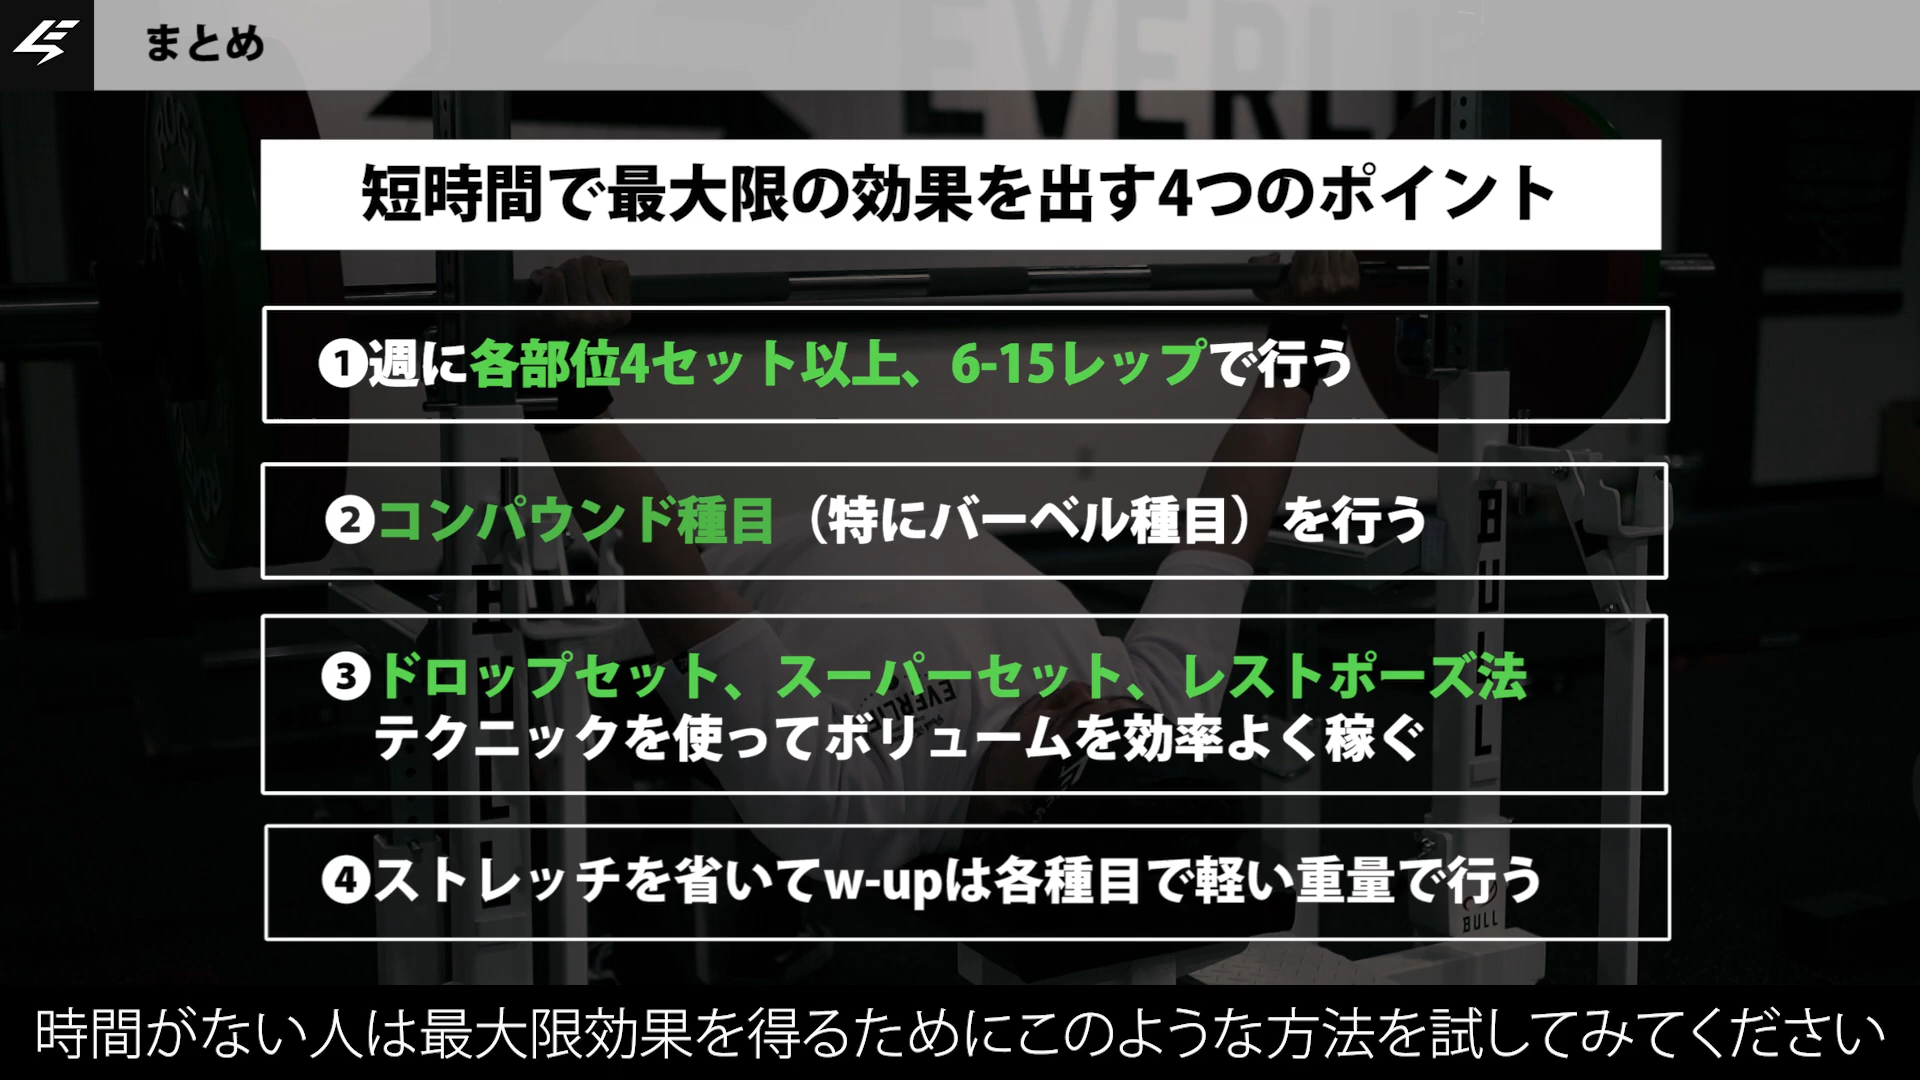 まとめ
EVERLI
短時間で最大限の効果を出す4つのポイント
❶週に各部位4セット以上、6-15レップで行う
❷コンパウンド種目（特にバーベル種目）を行う
❸ドロップセット、スーパーセット、レストポーズ法
テクニックを使ってボリュームを効率よく稼ぐ
❹ストレッチを省いてw-upは各種目で軽い重量で行う
BULL
BULL
EVERLIF
BULL
時間がない人は最大限効果を得るためにこのような方法を試してみてください